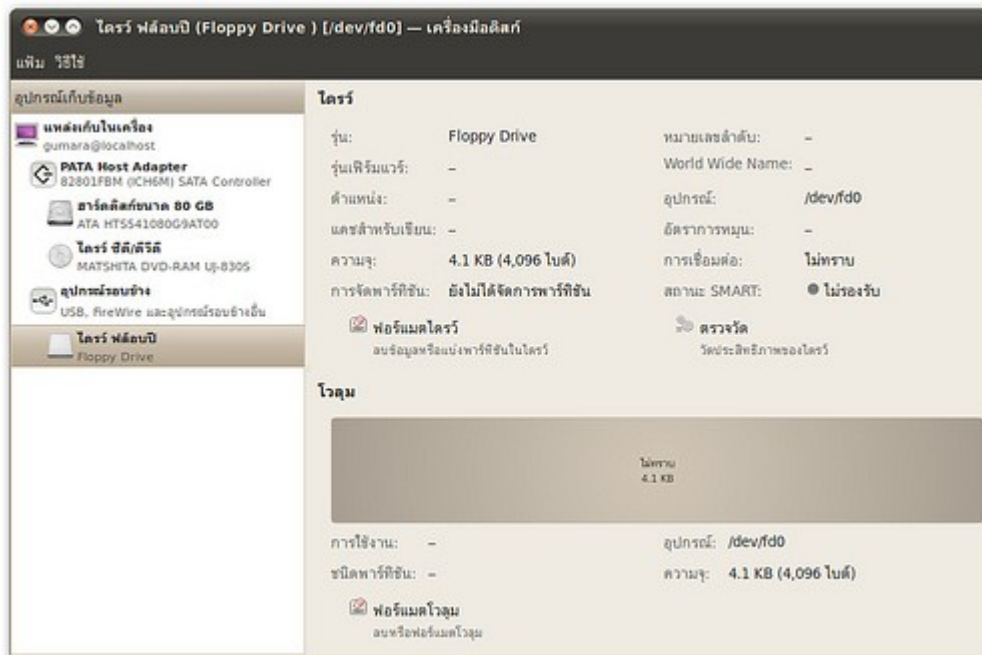 ไดรว์ ฟล็อบปี (Floppy Drive ) [/dev/fd0] — เครื่องมือดิสก์
แฟ้ม วิธีใช้
อุปกรณ์เก็บข้อมูล
แหล่งเก็บในเครื่อง
gumara@localhost
PATA Host Adapter
82801FBM (ICH6M) SATA Controller
ฮาร์ดดิสก์ขนาด 80 GB
ATA HTS541080G9AT00
ไดรว์ ซีดี/ดีวีดี
MATSHITA DVD-RAM UJ-830S
อุปกรณ์รอบข้าง
USB, FireWire และอุปกรณ์รอบข้างอื่น
ไดรว์ ฟล็อบปี
Floppy Drive
ไดรว์
รุ่น: Floppy Drive หมายเลขลำดับ: –
รุ่นเฟิร์มแวร์: – World Wide Name: –
ตำแหน่ง: – อุปกรณ์: /dev/fd0
แคชสำหรับเขียน: – อัตราการหมุน: –
ความจุ: 4.1 KB (4,096 ไบต์) การเชื่อมต่อ: ไม่ทราบ
การจัดพาร์ทิชัน: ยังไม่ได้จัดการพาร์ทิชัน สถานะ SMART: ไม่รองรับ
ฟอร์แมตไดรว์ ตรวจวัด
ลบข้อมูลหรือแบ่งพาร์ทิชันในไดรว์ วัดประสิทธิภาพของไดรว์
โวลุม
ไม่ทราบ
4.1 KB
การใช้งาน: – อุปกรณ์: /dev/fd0
ชนิดพาร์ทิชัน: – ความจุ: 4.1 KB (4,096 ไบต์)
ฟอร์แมตโวลุม
ลบหรือฟอร์แมตโวลุม